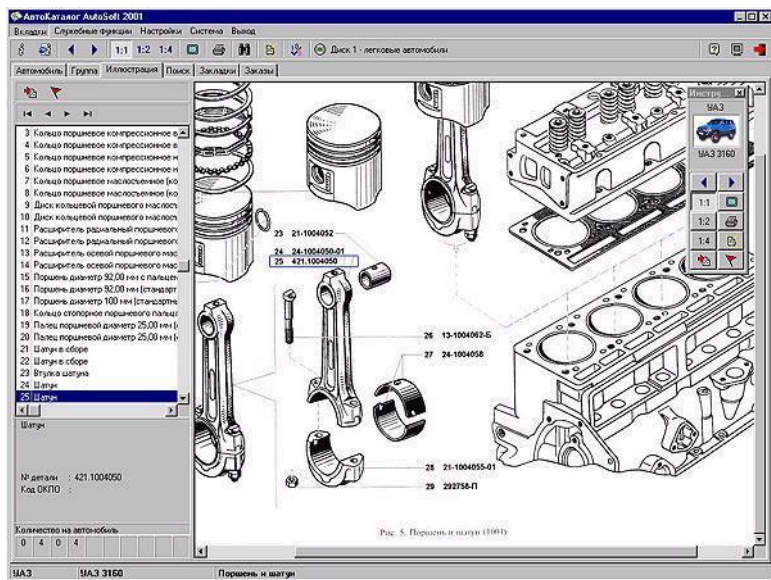 АвтоКаталог AutoSoft 2001
Вкладки Служебные функции Настройки Система Выход
1:1 1:2 1:4 Диск 1 - легковые автомобили
Автомобиль Группа Иллюстрация Поиск Закладки Заказы
3 Кольцо поршневое компрессионное в
4 Кольцо поршневое компрессионное в
5 Кольцо поршневое компрессионное н
6 Кольцо поршневое компрессионное н
7 Кольцо поршневое маслосъемное (ко
8 Кольцо поршневое маслосъемное (ко
9 Диск кольцевой поршневого маслось
10 Диск кольцевой поршневого маслось
11 Расширитель радиальный поршневого
12 Расширитель радиальный поршневого
13 Расширитель осевой поршневого мас
14 Расширитель осевой поршневого мас
15 Поршень диаметр 92,00 мм с пальцем
16 Поршень диаметр 92,00 мм (стандарт
17 Поршень диаметр 100 мм (стандартнь
18 Кольцо стопорное поршневого пальца
19 Палец поршневой диаметр 25,00 мм (
20 Палец поршневой диаметр 25,00 мм (
21 Шатун в сборе
22 Шатун в сборе
23 Втулка шатуна
24 Шатун
25 Шатун
Шатун
№ детали : 421.1004050
Код ОКПО :
Количество на автомобиль
0 4 0 4
23 21-1004052
24 24-1004050-01
25 421.1004050
26 13-1004062-Б
27 24-1004058
28 21-1004055-01
29 292758-П
Рис. 5. Поршень и шатун (1004)
Инстру
УАЗ
УАЗ 3160
1:1
1:2
1:4
УАЗ УАЗ 3160 Поршень и шатун